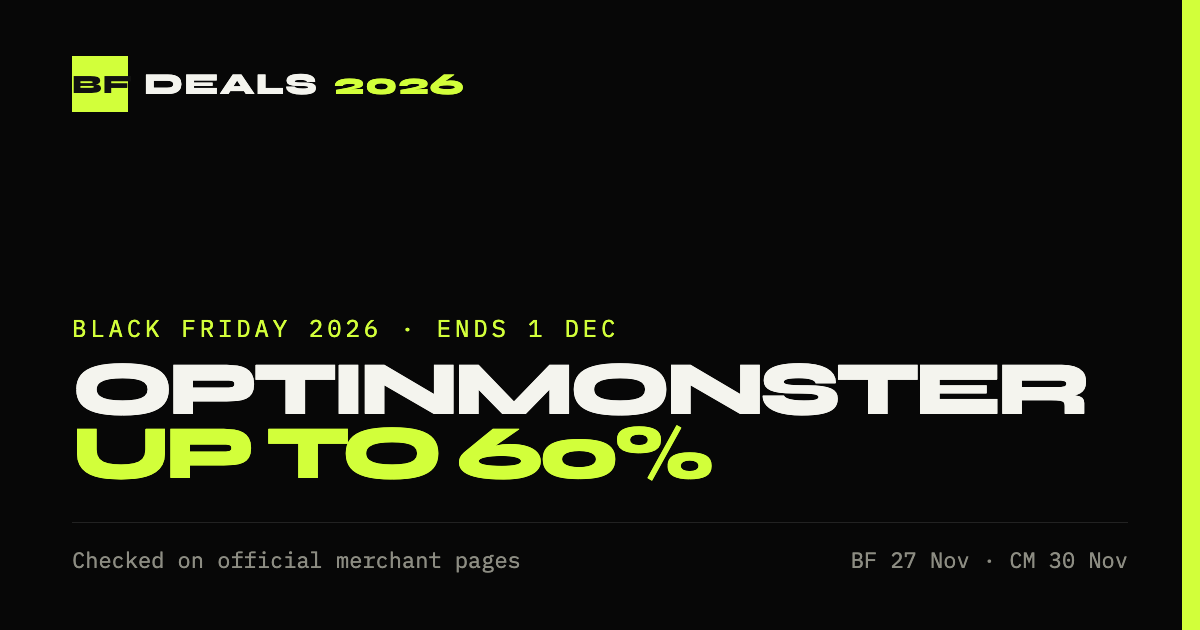 BF DEALS 2026
BLACK FRIDAY 2026 · ENDS 1 DEC
OPTINMONSTER
UP TO 60%
Checked on official merchant pages
BF 27 Nov · CM 30 Nov